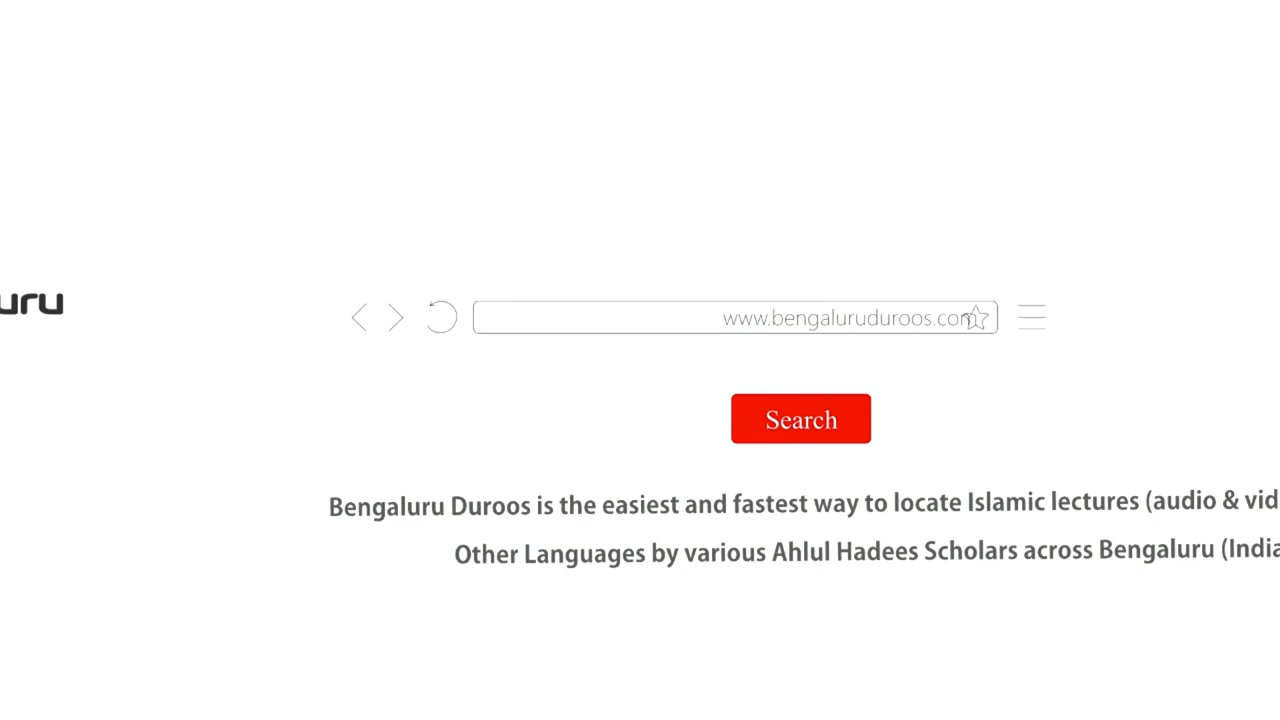 uru
www.bengaluruduroos.com
Search
Bengaluru Duroos is the easiest and fastest way to locate Islamic lectures (audio & vid
Other Languages by various Ahlul Hadees Scholars across Bengaluru (India